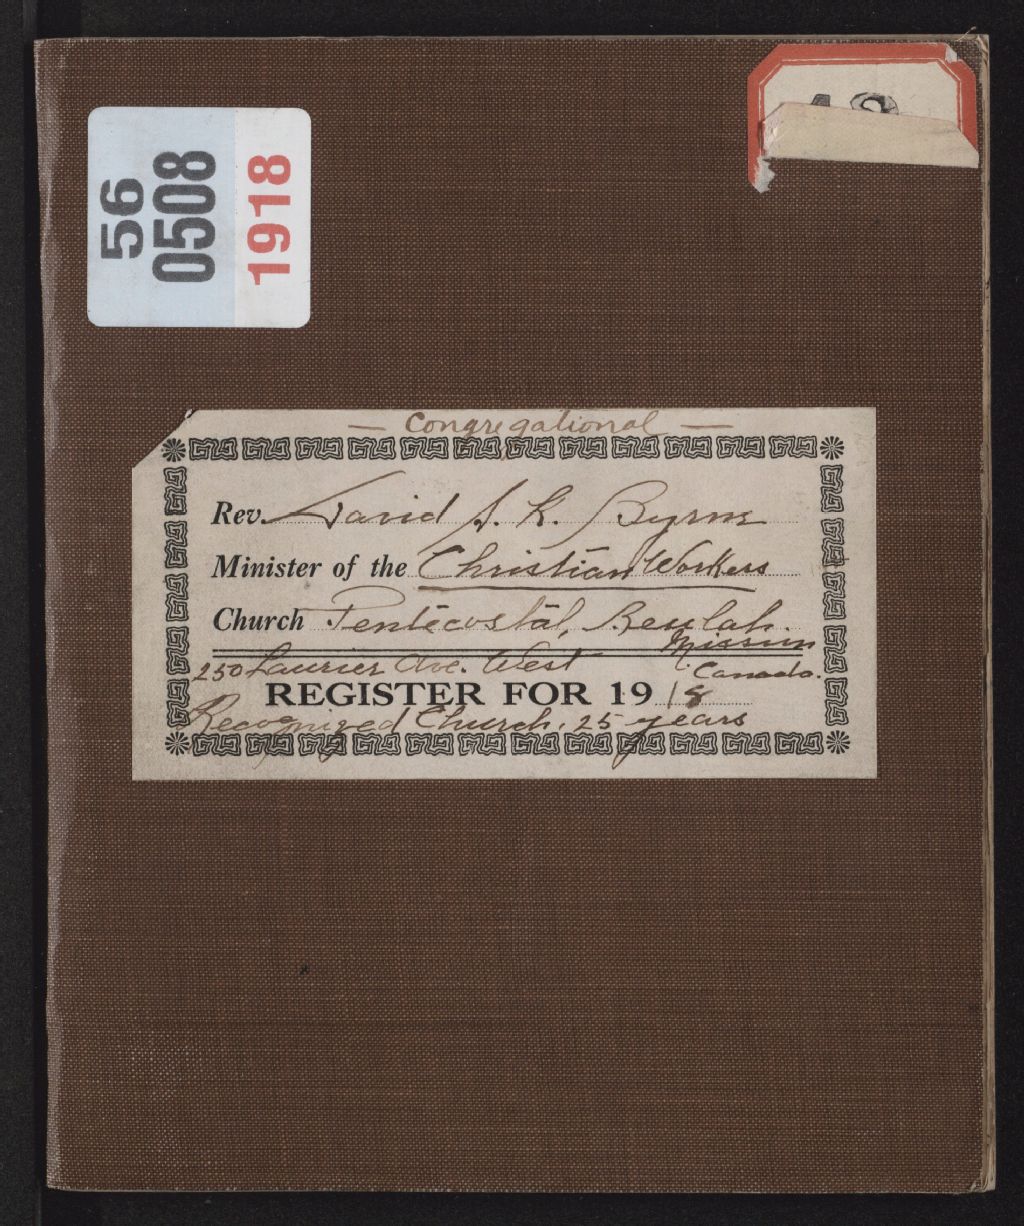 56
0508
1918
— Congregational —
Rev. David S. K. Byrne
Minister of the Christian Workers
Church Pentecostal, Beulah
Mission
250 Laurier Ave. West Canada.
REGISTER FOR 1918
Recognized Church. 25 years